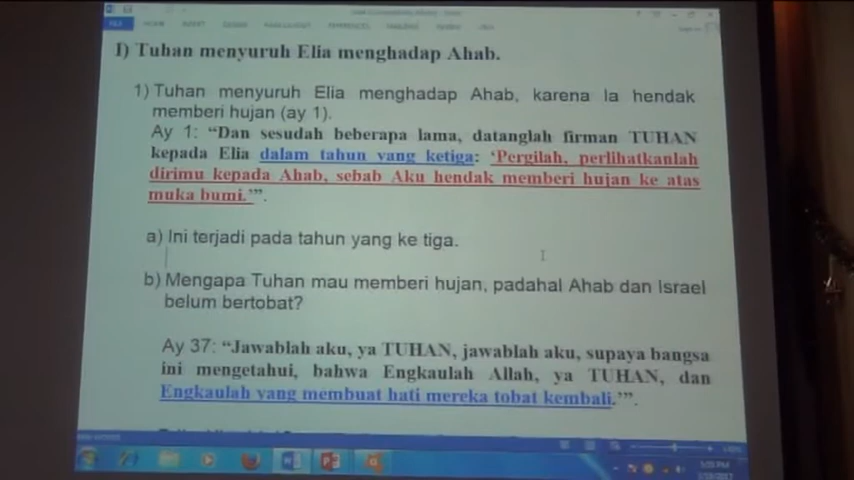 I) Tuhan menyuruh Elia menghadap Ahab.
1) Tuhan menyuruh Elia menghadap Ahab, karena Ia hendak
memberi hujan (ay 1).
Ay 1: “Dan sesudah beberapa lama, datanglah firman TUHAN
kepada Elia dalam tahun yang ketiga: ‘Pergilah, perlihatkanlah
dirimu kepada Ahab, sebab Aku hendak memberi hujan ke atas
muka bumi.’”.
a) Ini terjadi pada tahun yang ke tiga.
b) Mengapa Tuhan mau memberi hujan, padahal Ahab dan Israel
belum bertobat?
Ay 37: “Jawablah aku, ya TUHAN, jawablah aku, supaya bangsa
ini mengetahui, bahwa Engkaulah Allah, ya TUHAN, dan
Engkaulah yang membuat hati mereka tobat kembali.’”.